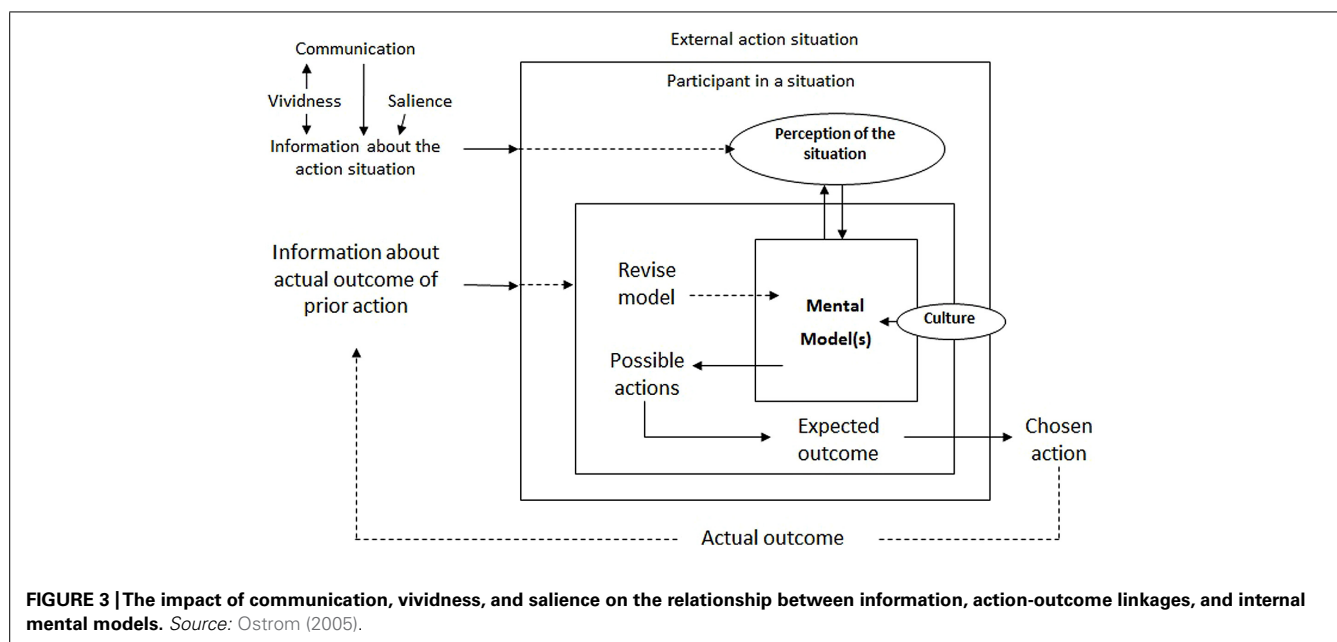 External action situation
Communication
Participant in a situation
Vividness
Salience
Perception of the
situation
Information about the
action situation
Information about
actual outcome of
prior action
Revise
model
Mental
Model(s)
Culture
Possible
actions
Expected
outcome
Chosen
action
Actual outcome
FIGURE 3 | The impact of communication, vividness, and salience on the relationship between information, action-outcome linkages, and internal
mental models. Source: Ostrom (2005).